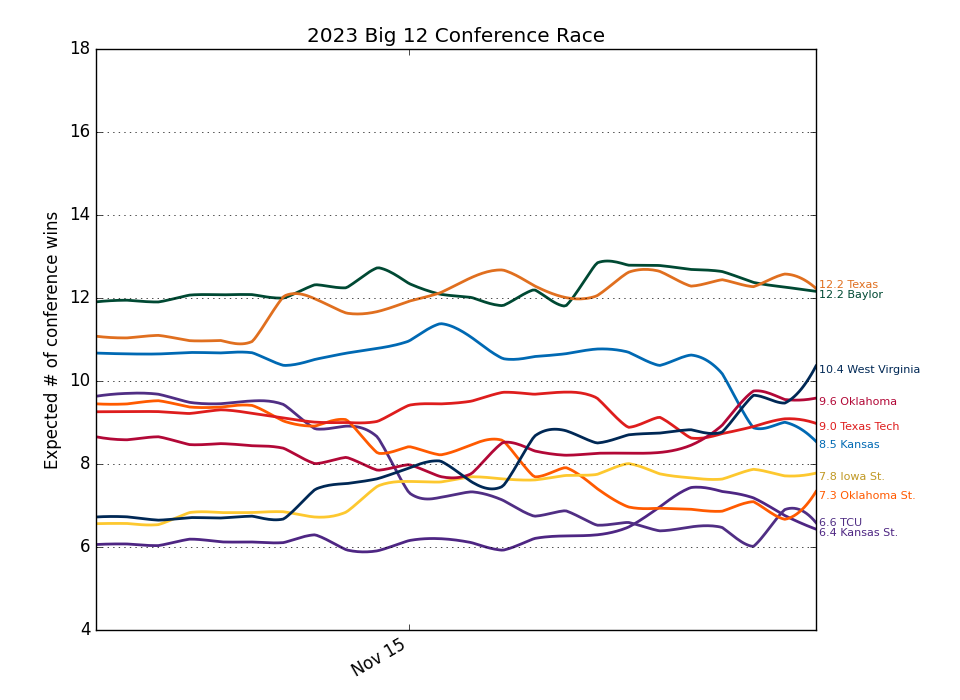 2023 Big 12 Conference Race
Expected # of conference wins
18
16
14
12
10
8
6
4
Nov 15
12.2 Texas
12.2 Baylor
10.4 West Virginia
9.6 Oklahoma
9.0 Texas Tech
8.5 Kansas
7.8 Iowa St.
7.3 Oklahoma St.
6.6 TCU
6.4 Kansas St.